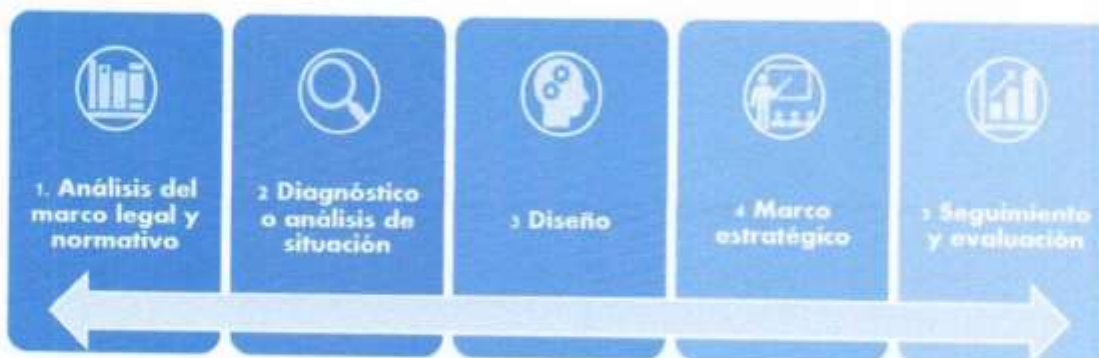 1. Análisis del
marco legal y
normativo
2 Diagnóstico
o análisis de
situación
3 Diseño
4 Marco
estratégico
5 Seguimiento
y evaluación